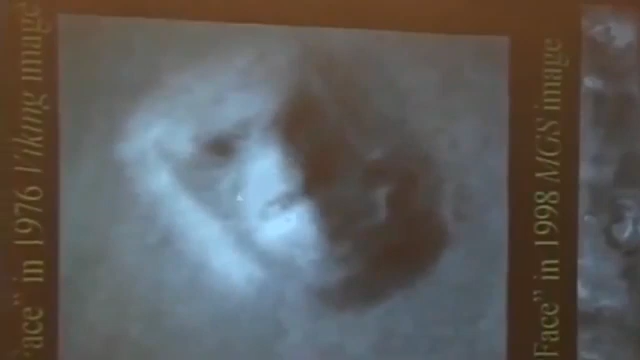 ace” in 1976 Viking image
Face” in 1998 MGS image